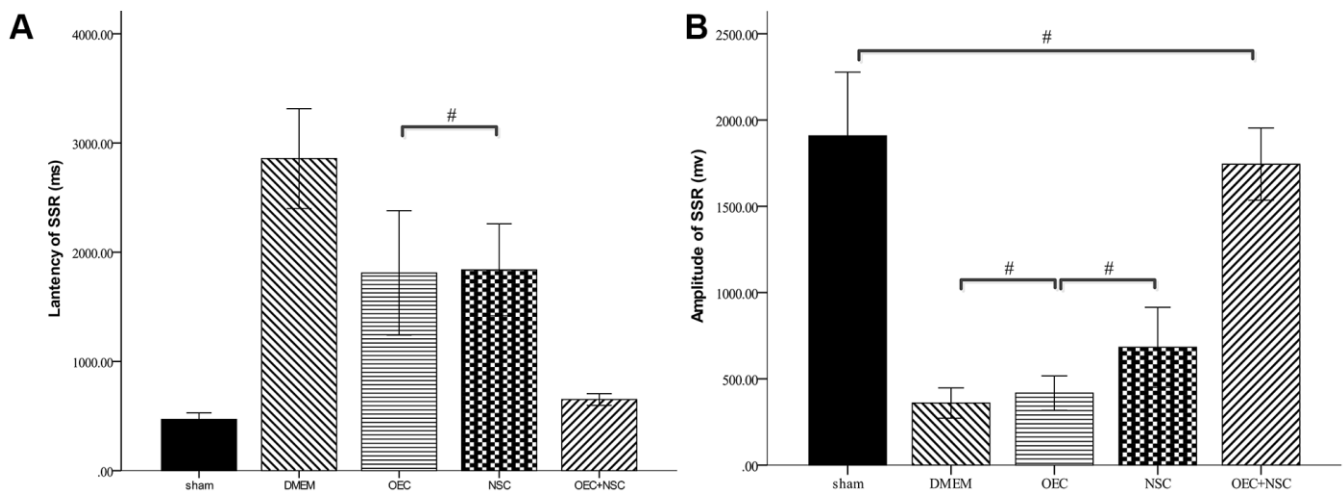 A
Lantency of SSR (ms)
4000.00
3000.00
2000.00
1000.00
.00
#
sham
DMEM
OEC
NSC
OEC+NSC
B
Amplitude of SSR (mv)
2500.00
2000.00
1500.00
1000.00
500.00
.00
#
#
#
sham
DMEM
OEC
NSC
OEC+NSC